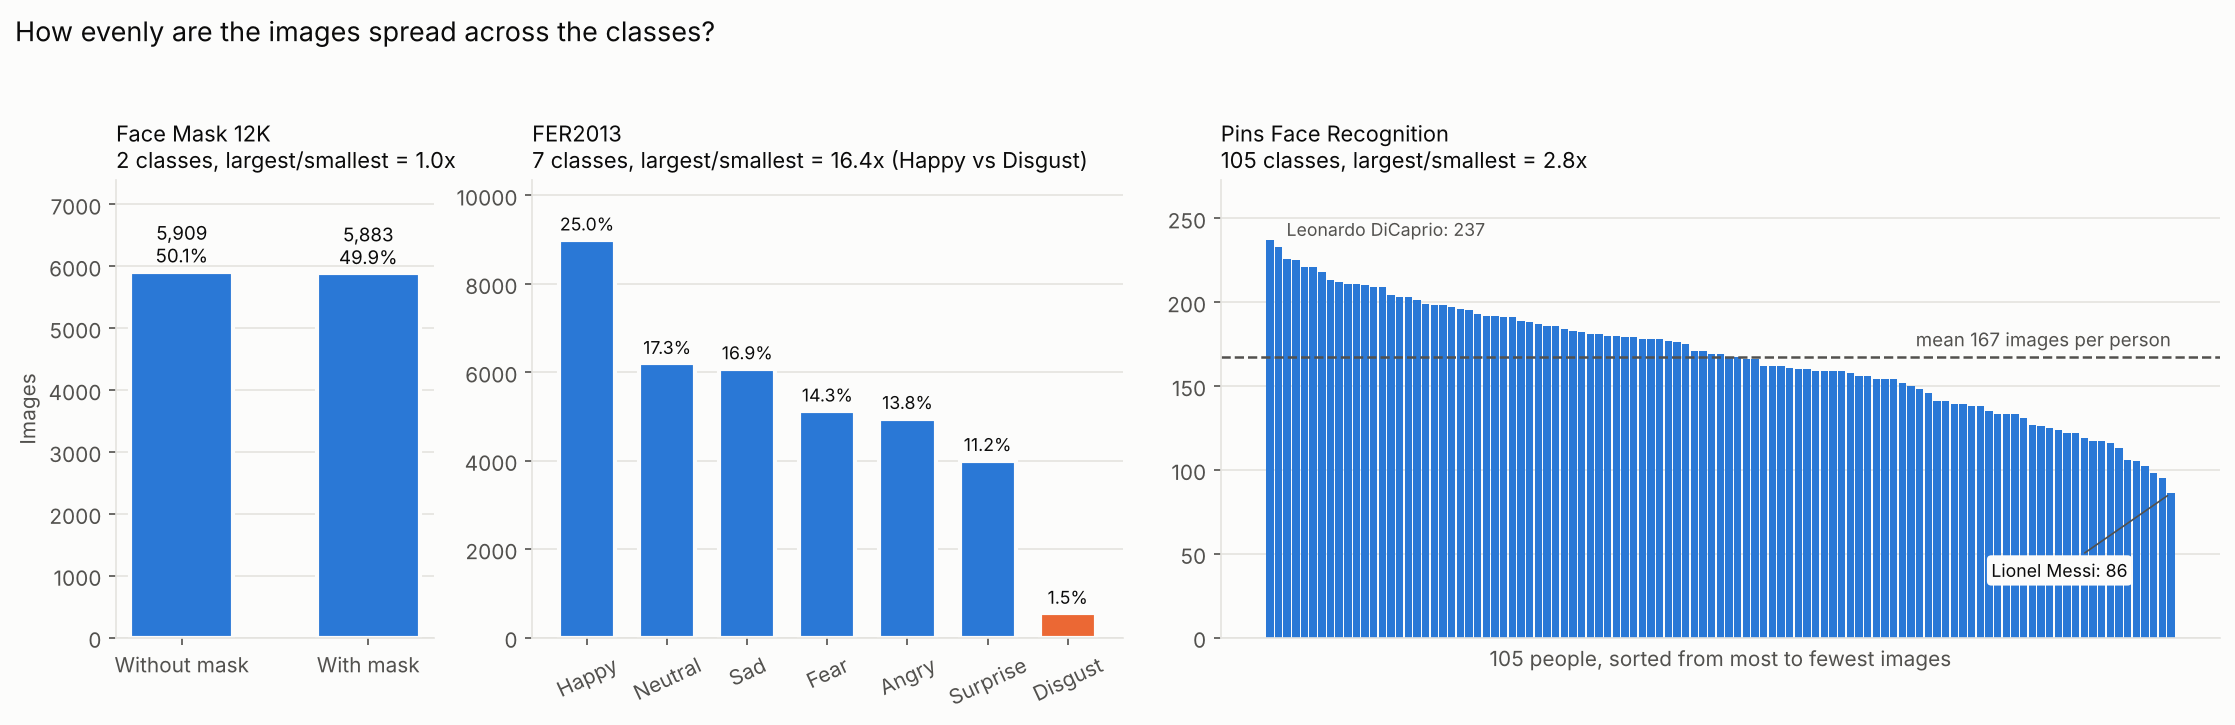 How evenly are the images spread across the classes?
Face Mask 12K
2 classes, largest/smallest = 1.0x
Images
7000
6000
5000
4000
3000
2000
1000
0
5,909
50.1%
5,883
49.9%
Without mask
With mask
FER2013
7 classes, largest/smallest = 16.4x (Happy vs Disgust)
10000
8000
6000
4000
2000
0
25.0%
17.3%
16.9%
14.3%
13.8%
11.2%
1.5%
Happy
Neutral
Sad
Fear
Angry
Surprise
Disgust
Pins Face Recognition
105 classes, largest/smallest = 2.8x
250
200
150
100
50
0
Leonardo DiCaprio: 237
mean 167 images per person
Lionel Messi: 86
105 people, sorted from most to fewest images